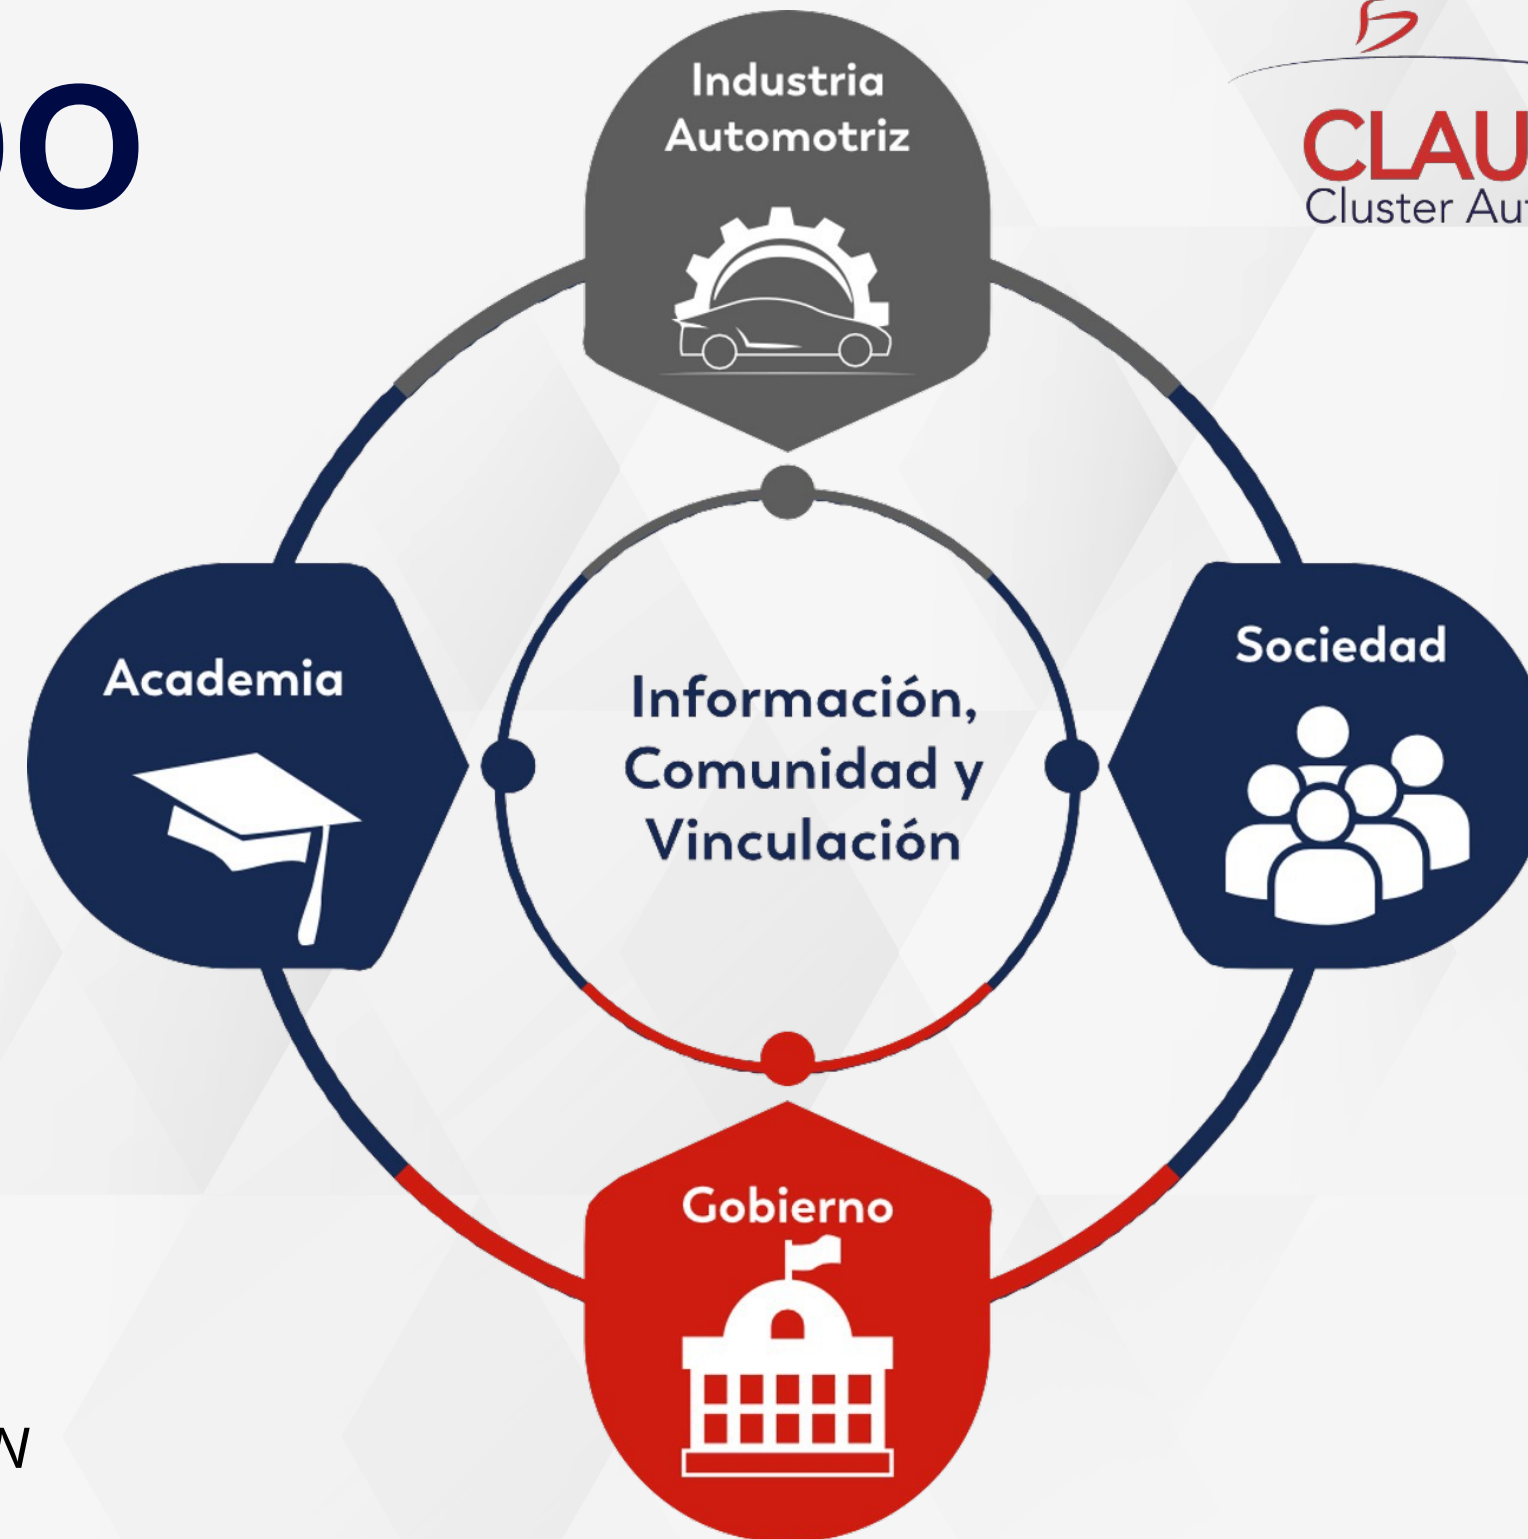 Industria
Automotriz
CLAU
Cluster Au
Academia
Sociedad
Información,
Comunidad y
Vinculación
Gobierno